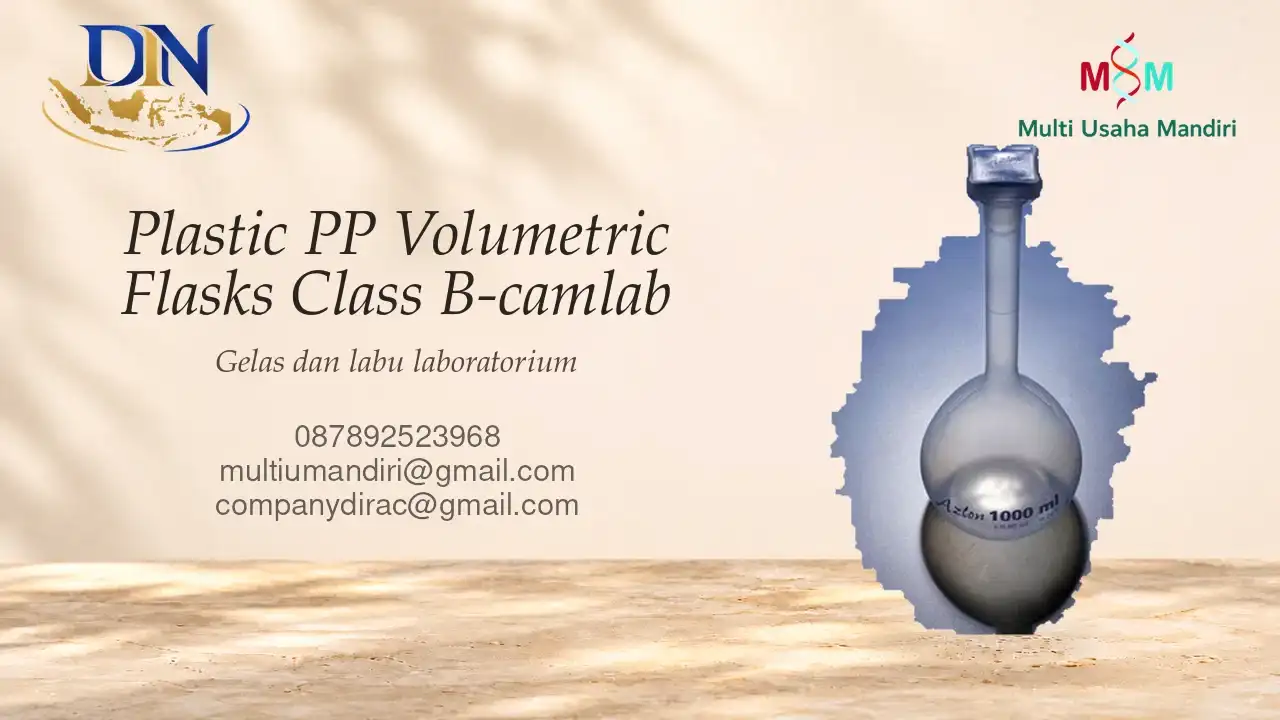 DN
M M
Multi Usaha Mandiri
Plastic PP Volumetric
Flasks Class B-camlab
Gelas dan labu laboratorium
087892523968
multiumandiri@gmail.com
companydirac@gmail.com
Azlon 1000 ml